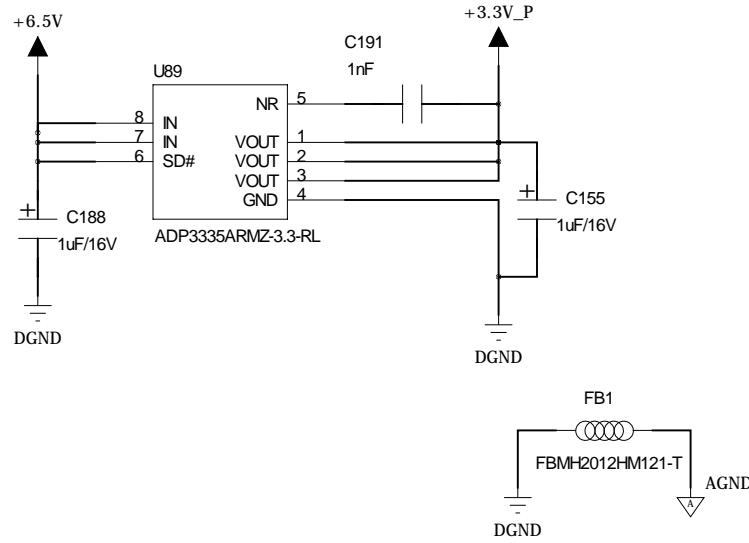 +6.5V
+3.3V_P
C191
1nF
U89
NR 5
8 IN
7 IN VOUT 1
6 SD# VOUT 2
VOUT 3
GND 4
+ C188
1uF/16V
ADP3335ARMZ-3.3-RL
+ C155
1uF/16V
DGND
DGND
FB1
FBMH2012HM121-T
AGND
A
DGND